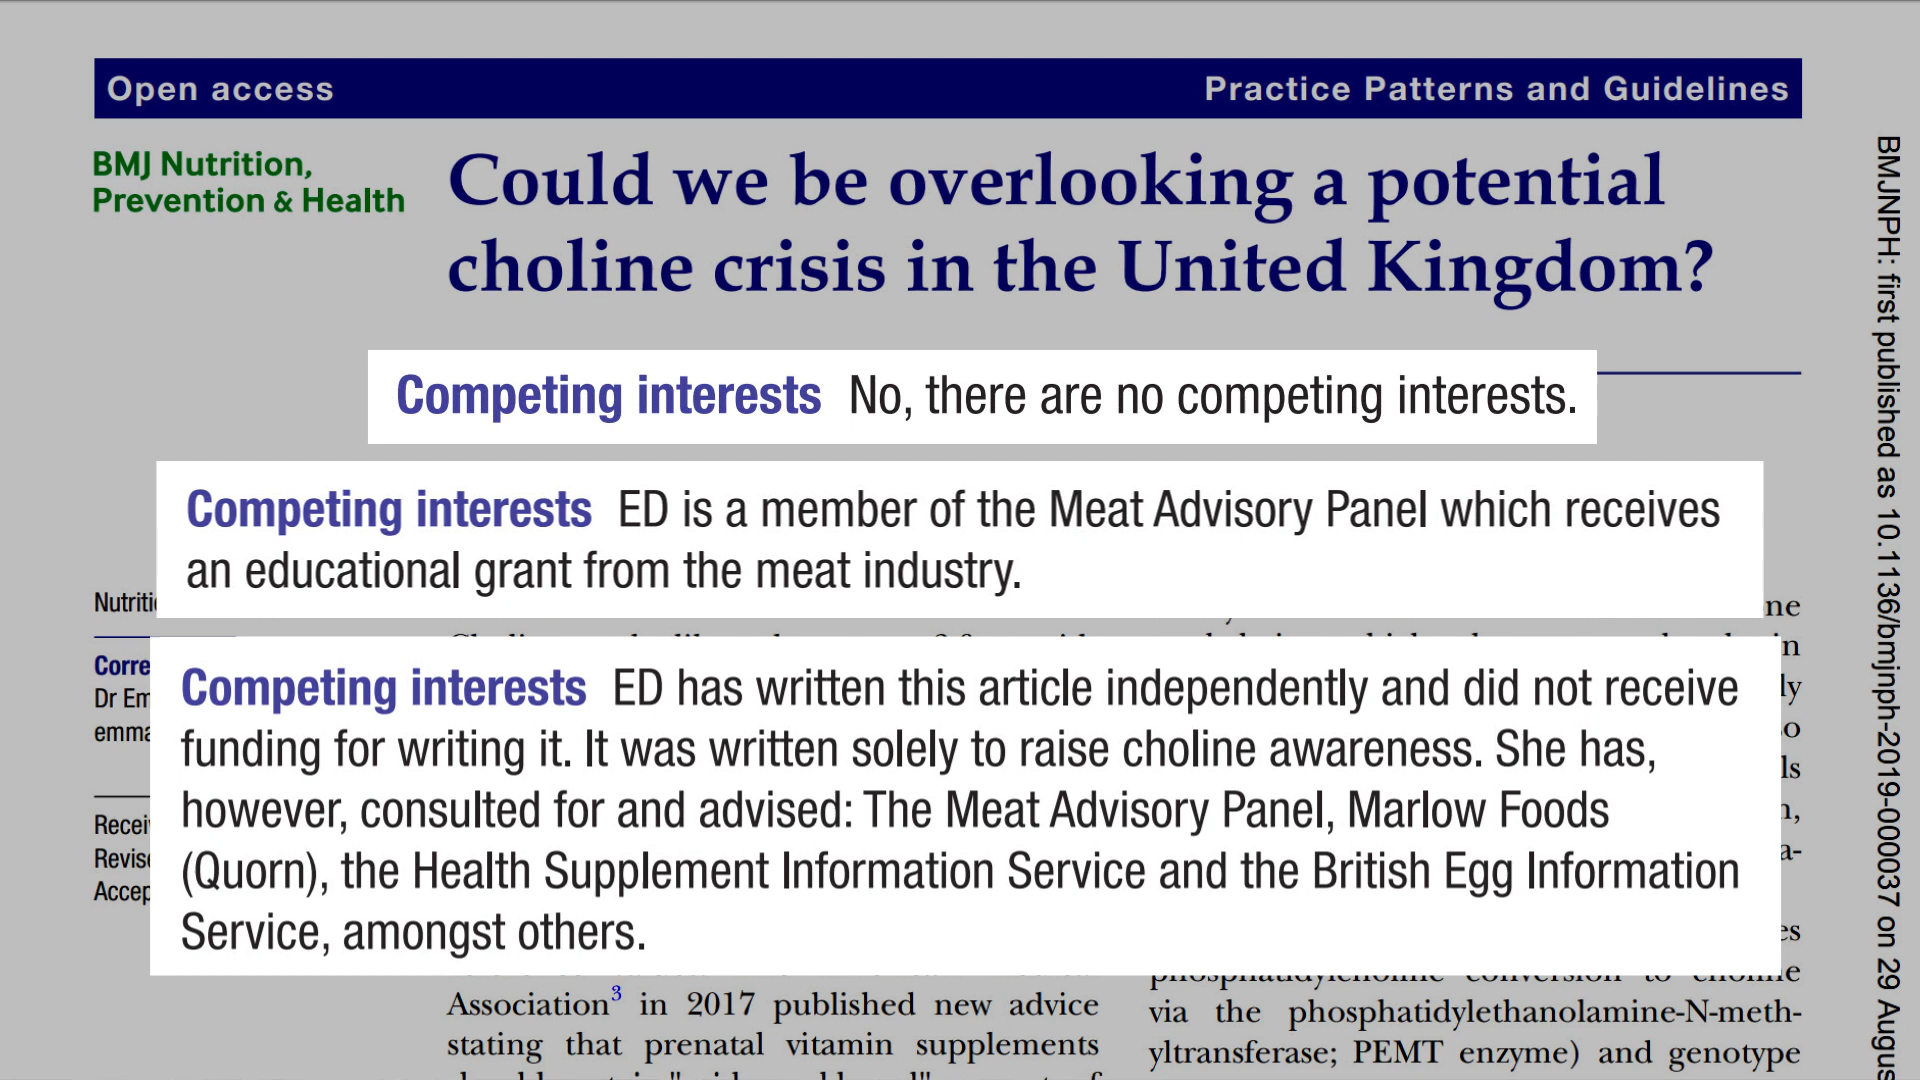 Open access
Practice Patterns and Guidelines
BMJ Nutrition,
Prevention & Health
Could we be overlooking a potential
choline crisis in the United Kingdom?
Competing interests No, there are no competing interests.
Competing interests ED is a member of the Meat Advisory Panel which receives
an educational grant from the meat industry.
Competing interests ED has written this article independently and did not receive
funding for writing it. It was written solely to raise choline awareness. She has,
however, consulted for and advised: The Meat Advisory Panel, Marlow Foods
(Quorn), the Health Supplement Information Service and the British Egg Information
Service, amongst others.
Dr
Association3 in 2017 published new advice
stating that prenatal vitamin supplements
via the phosphatidylethanolamine-N-meth-
yltransferase; PEMT enzyme) and genotype
BMJNPH: first published as 10.1136/bmjnph-2019-000037 on 29